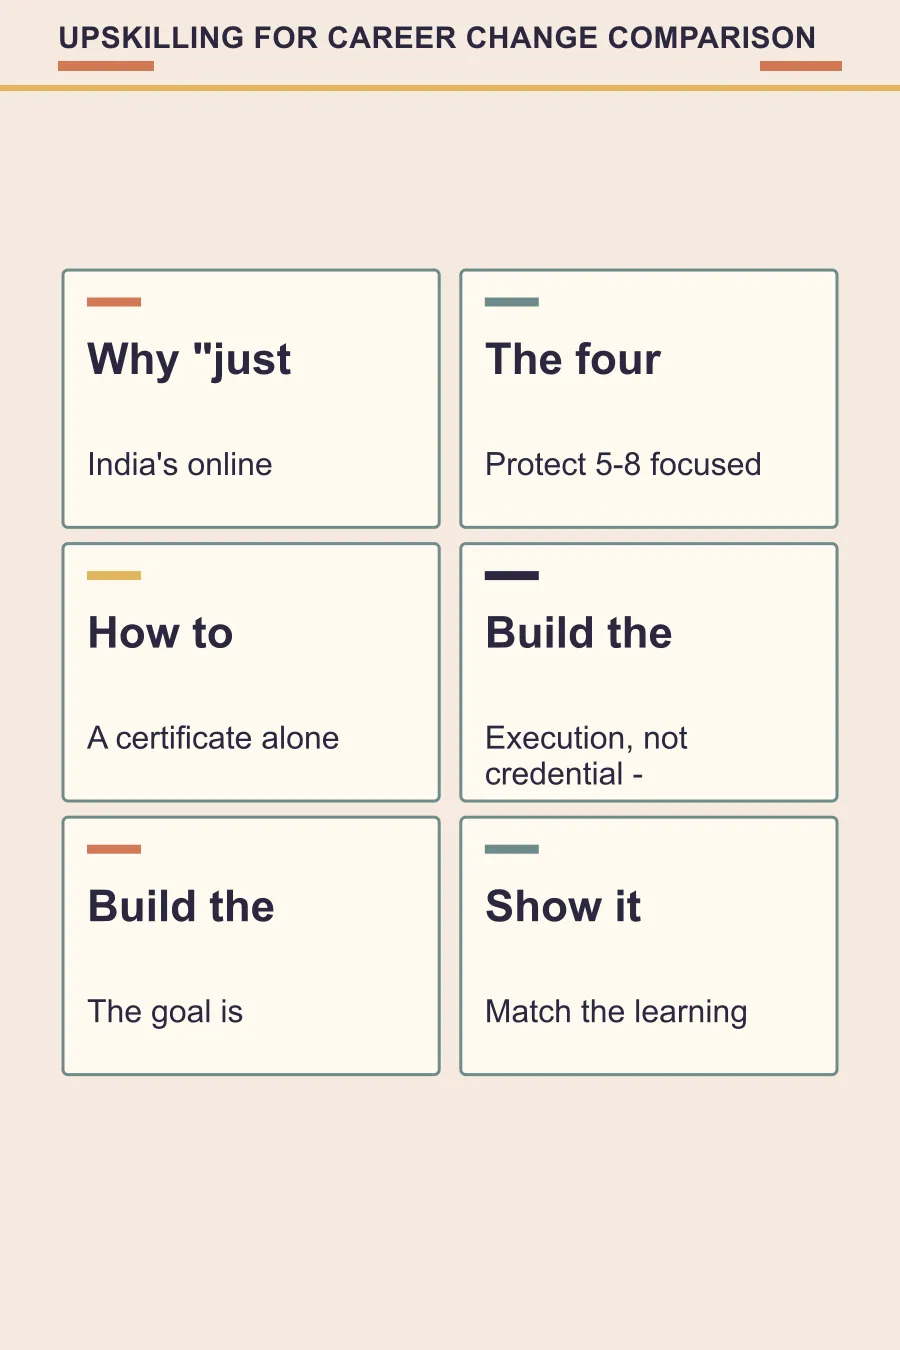 UPSKILLING FOR CAREER CHANGE COMPARISON
Why "just
India's online
The four
Protect 5-8 focused
How to
A certificate alone
Build the
Execution, not
credential -
Build the
The goal is
Show it
Match the learning